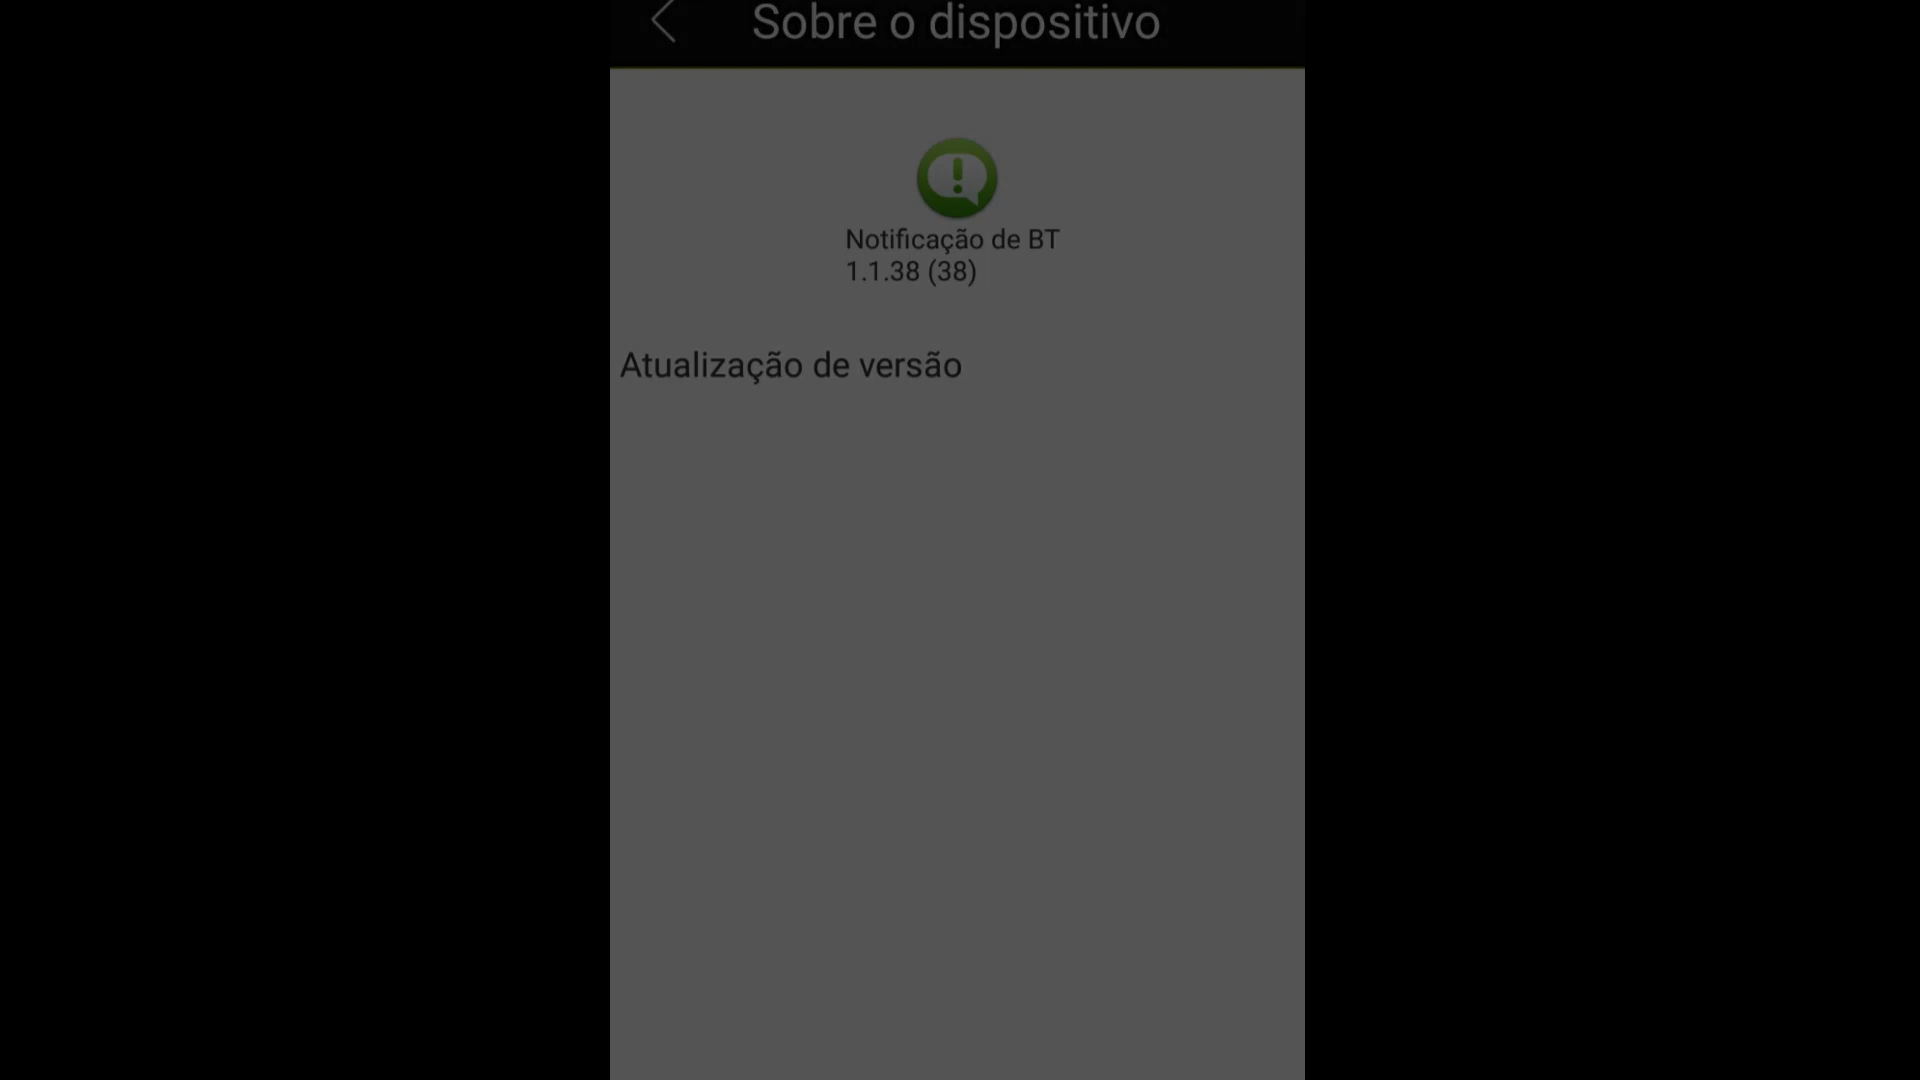 Sobre o dispositivo
Notificação de BT
1.1.38 (38)
Atualização de versão